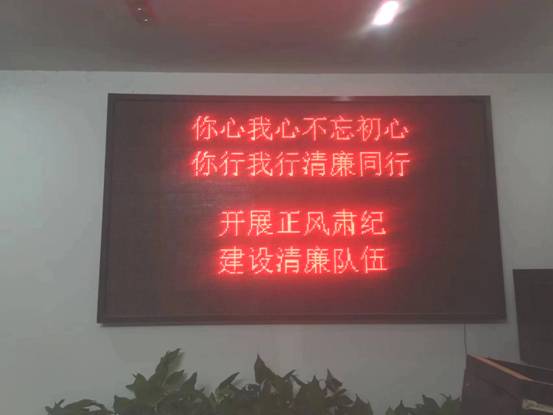 你心我心不忘初心
你行我行清廉同行
开展正风肃纪
建设清廉队伍